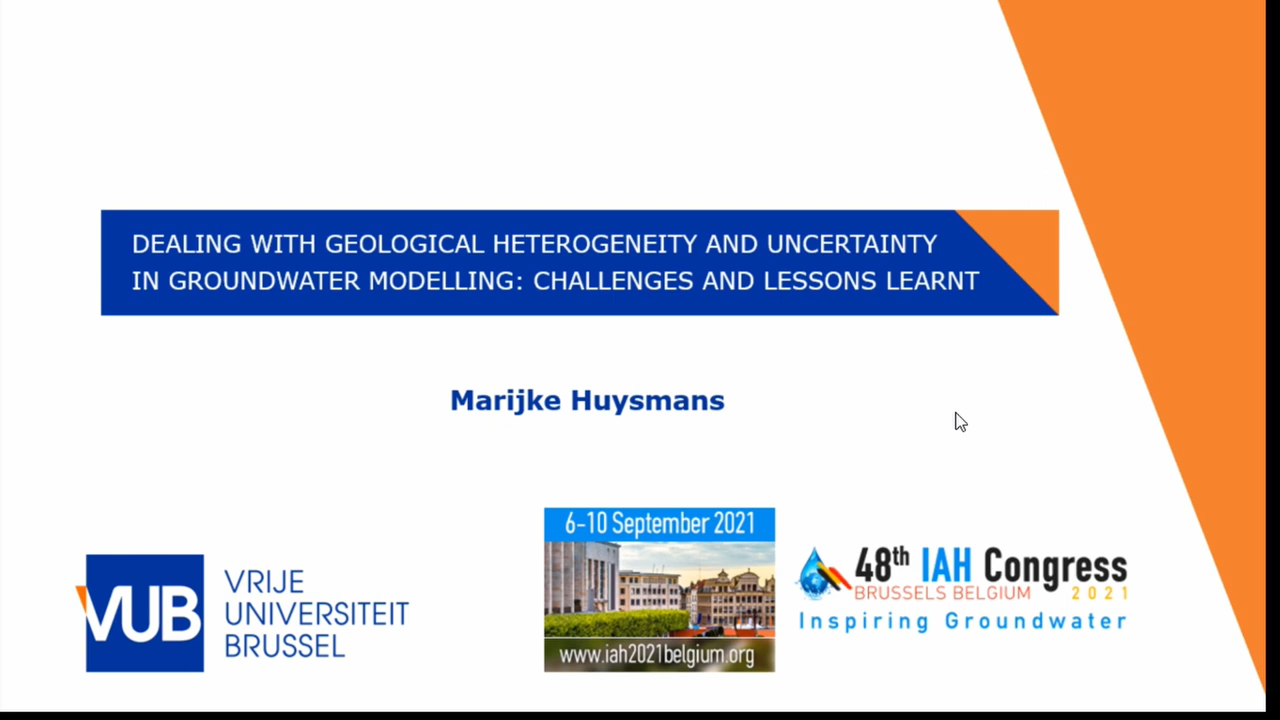 DEALING WITH GEOLOGICAL HETEROGENEITY AND UNCERTAINTY
IN GROUNDWATER MODELLING: CHALLENGES AND LESSONS LEARNT
Marijke Huysmans
VUB
VRIJE
UNIVERSITEIT
BRUSSEL
6-10 September 2021
www.iah2021belgium.org
48th IAH Congress
BRUSSELS BELGIUM 2021
Inspiring Groundwater